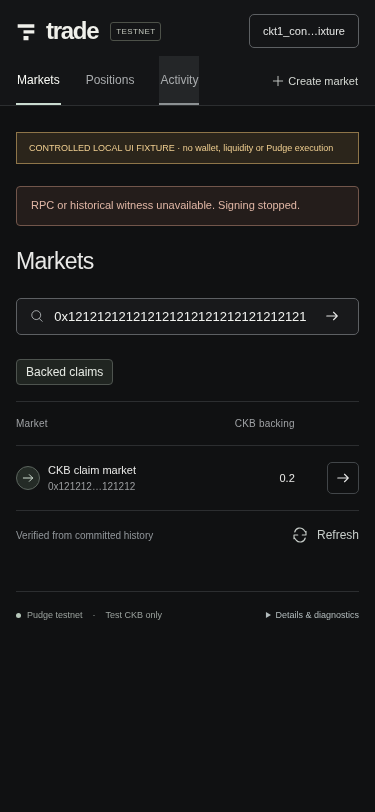 trade TESTNET ckt1_con…ixture
Markets Positions Activity Create market
CONTROLLED LOCAL UI FIXTURE · no wallet, liquidity or Pudge execution
RPC or historical witness unavailable. Signing stopped.
Markets
0x12121212121212121212121212121212121
Backed claims
Market CKB backing
CKB claim market
0x121212…121212
0.2
Verified from committed history Refresh
Pudge testnet · Test CKB only Details & diagnostics